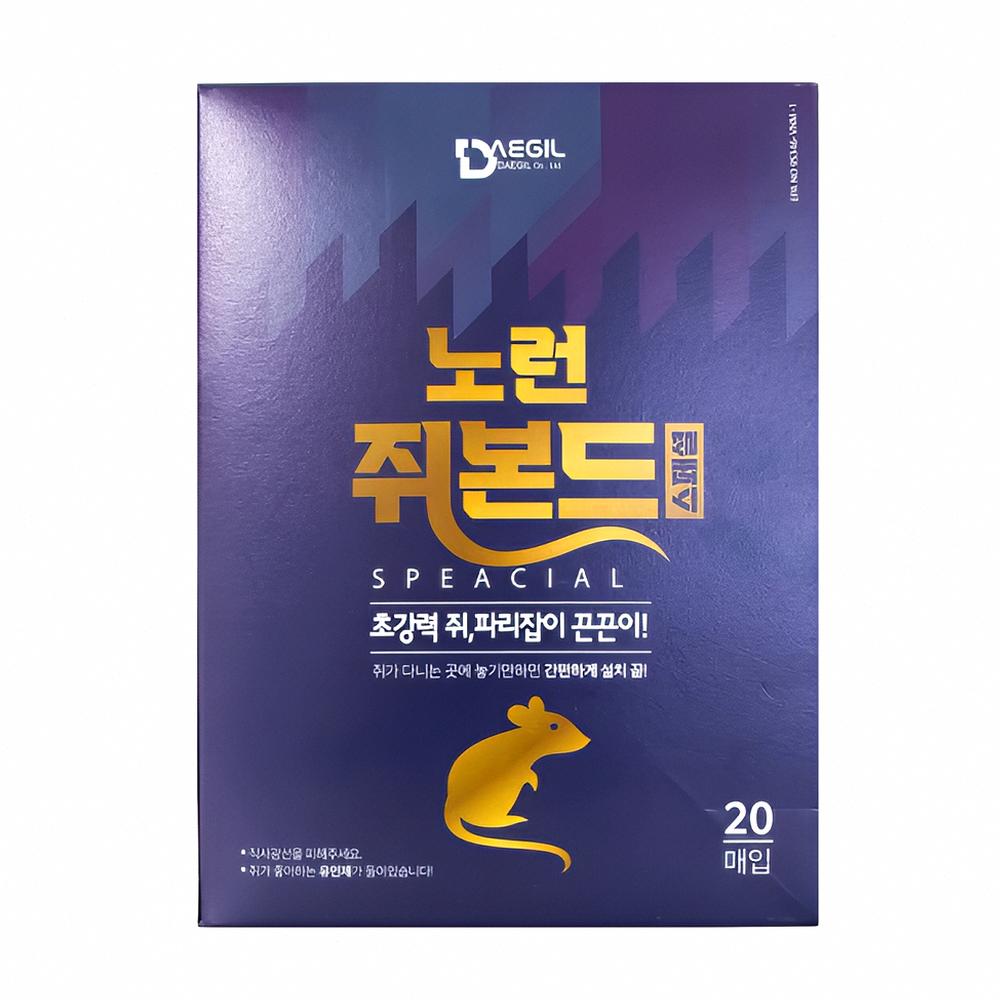 DAEGIL
DAEGIL Co., Ltd
노런
쥐본드
스페셜
SPEACIAL
초강력 쥐,파리잡이 끈끈이!
쥐가 다니는 곳에 놓기만하면 간편하게 설치 끝!
20
매입
• 직사광선을 피해주세요.
• 쥐가 좋아하는 유인제가 들어있습니다!